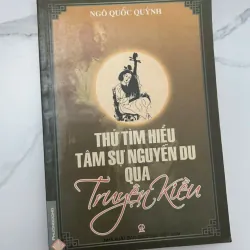 NGÔ QUỐC QUÝNH
THỬ TÌM HIỂU
TÂM SỰ NGUYỄN DU
QUA
Truyện Kiều